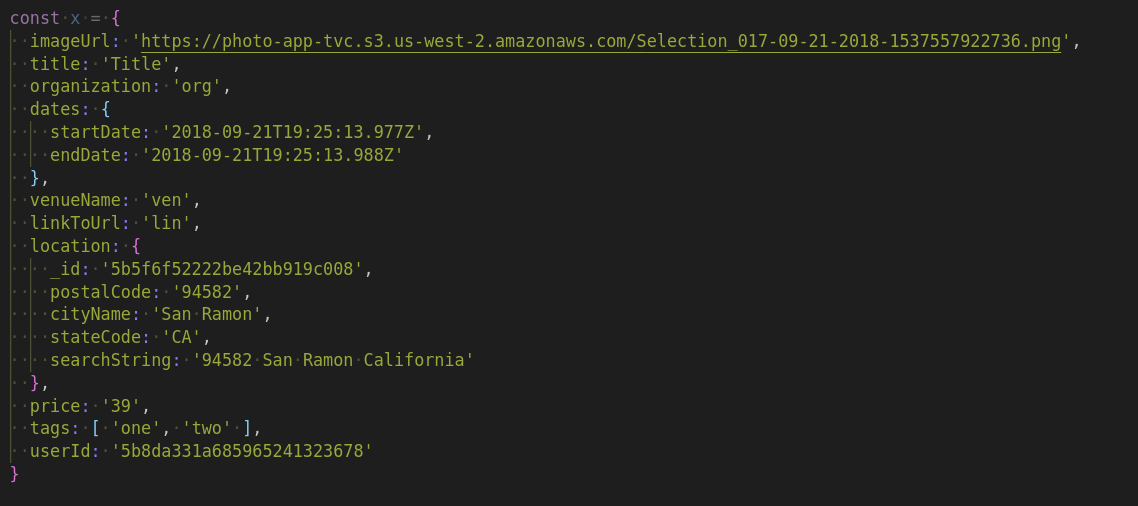 const x = {
  imageUrl: 'https://photo-app-tvc.s3.us-west-2.amazonaws.com/Selection_017-09-21-2018-1537557922736.png',
  title: 'Title',
  organization: 'org',
  dates: {
    startDate: '2018-09-21T19:25:13.977Z',
    endDate: '2018-09-21T19:25:13.988Z'
  },
  venueName: 'ven',
  linkToUrl: 'lin',
  location: {
    _id: '5b5f6f52222be42bb919c008',
    postalCode: '94582',
    cityName: 'San Ramon',
    stateCode: 'CA',
    searchString: '94582 San Ramon California'
  },
  price: '39',
  tags: [ 'one', 'two' ],
  userId: '5b8da331a685965241323678'
}